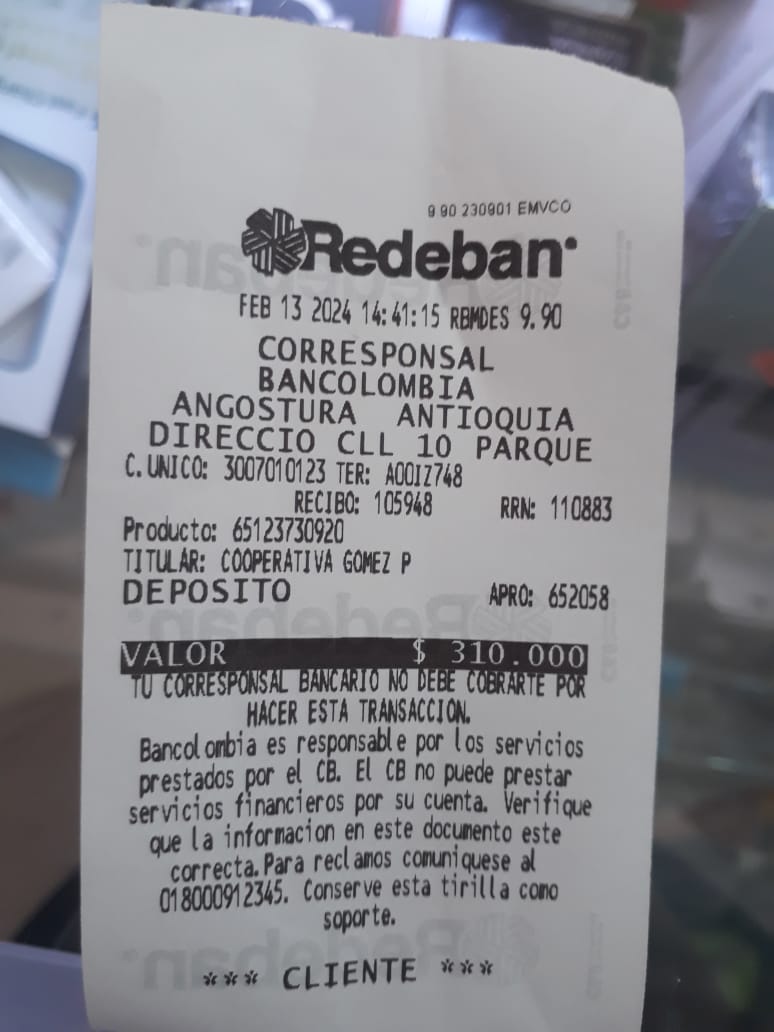 9 90 230901 EMVCO
Redeban
FEB 13 2024 14:41:15 RBMDES 9.90
CORRESPONSAL
BANCOLOMBIA
ANGOSTURA ANTIOQUIA
DIRECCIO CLL 10 PARQUE
C. UNICO: 3007010123 TER: A00IZ748
RECIBO: 105948 RRN: 110883
Producto: 65123730920
TITULAR: COOPERATIVA GOMEZ P
DEPOSITO APRO: 652058
VALOR $ 310.000
TU CORRESPONSAL BANCARIO NO DEBE COBRARTE POR
HACER ESTA TRANSACCIÓN.
Bancolombia es responsable por los servicios
prestados por el CB. El CB no puede prestar
servicios financieros por su cuenta. Verifique
que la informacion en este documento este
correcta. Para reclamos comuniquese al
018000912345. Conserve esta tirilla como
soporte.
*** CLIENTE ***